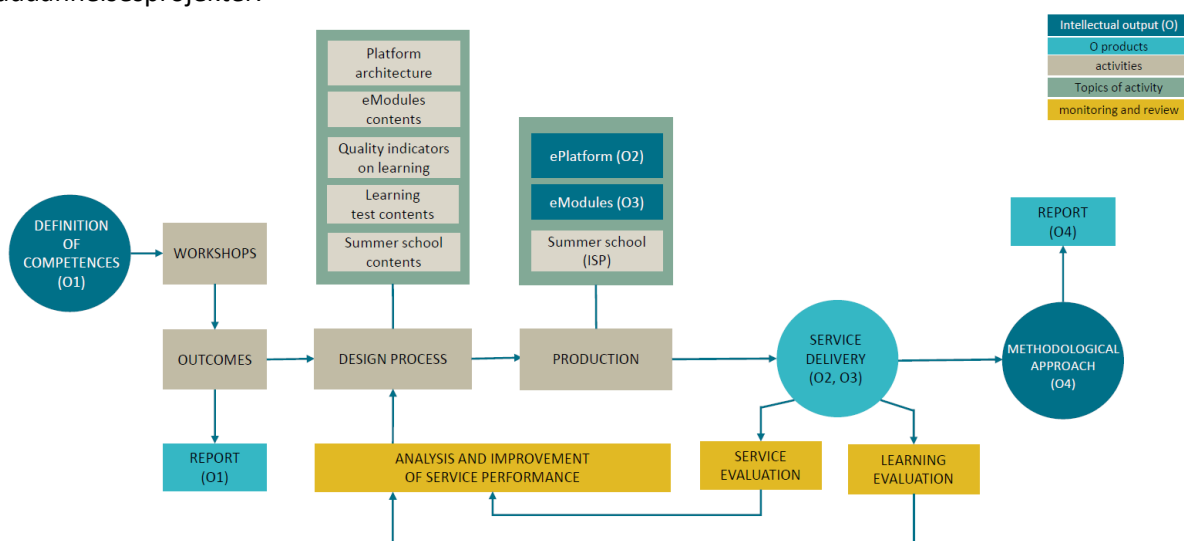 Intellectual output (O)
O products
activities
Topics of activity
monitoring and review
Platform
architecture
eModules
contents
Quality indicators
on learning
Learning
test contents
Summer school
contents
ePlatform (O2)
eModules (O3)
Summer school
(ISP)
DEFINITION
OF
COMPETENCES
(O1)
WORKSHOPS
OUTCOMES
REPORT
(O1)
DESIGN PROCESS
PRODUCTION
SERVICE
DELIVERY
(O2, O3)
METHODOLOGICAL
APPROACH
(O4)
REPORT
(O4)
ANALYSIS AND IMPROVEMENT
OF SERVICE PERFORMANCE
SERVICE
EVALUATION
LEARNING
EVALUATION